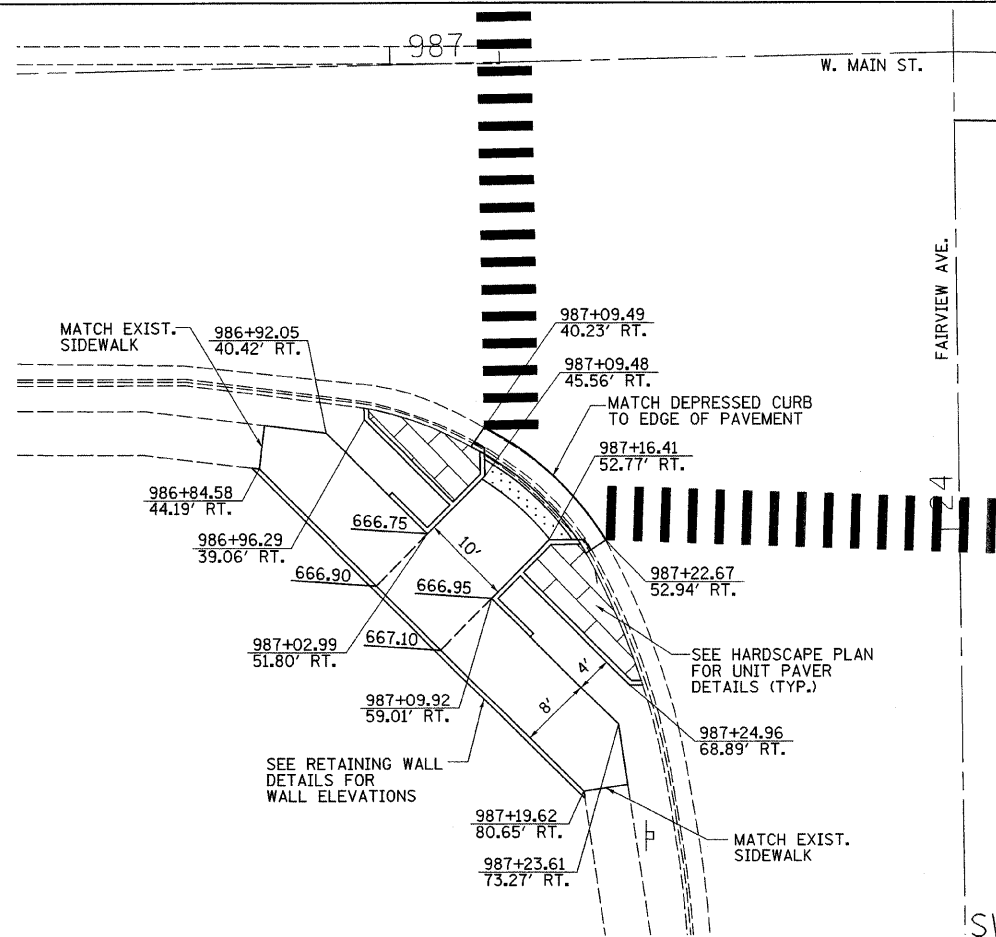 987
W. MAIN ST.
FAIRVIEW AVE.
MATCH EXIST.
SIDEWALK
986+92.05
40.42' RT.
987+09.49
40.23' RT.
987+09.48
45.56' RT.
MATCH DEPRESSED CURB
TO EDGE OF PAVEMENT
987+16.41
52.77' RT.
986+84.58
44.19' RT.
24
666.75
986+96.29
39.06' RT.
10'
666.90
666.95
987+22.67
52.94' RT.
987+02.99
51.80' RT.
667.10
SEE HARDSCAPE PLAN
FOR UNIT PAVER
DETAILS (TYP.)
4'
8'
987+09.92
59.01' RT.
987+24.96
68.89' RT.
SEE RETAINING WALL
DETAILS FOR
WALL ELEVATIONS
987+19.62
80.65' RT.
MATCH EXIST.
SIDEWALK
987+23.61
73.27' RT.